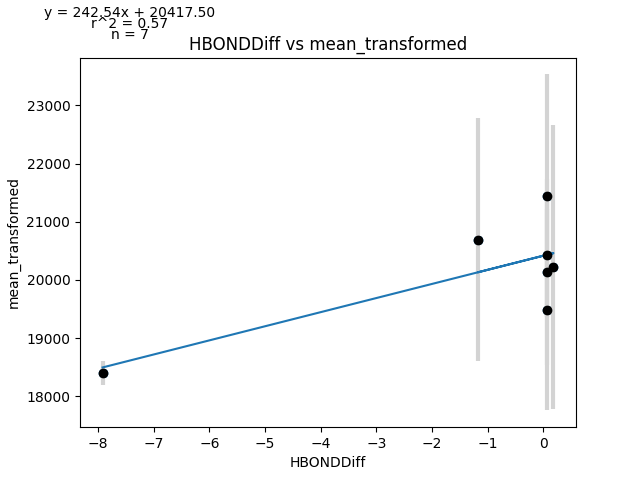 y = 242.54x + 20417.50
r^2 = 0.57
n = 7
HBONDDiff vs mean_transformed
mean_transformed
23000
22000
21000
20000
19000
18000
−8 −7 −6 −5 −4 −3 −2 −1 0
HBONDDiff